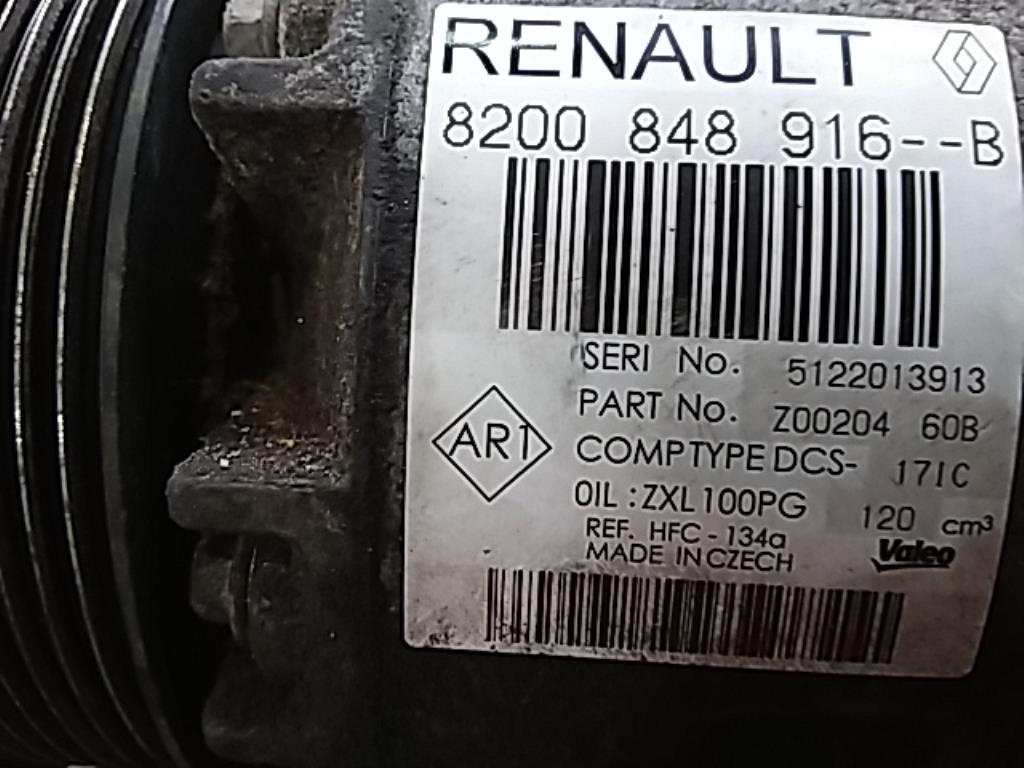 RENAULT
8200 848 916--B
SERI No. 5122013913
PART No. Z00204 60B
AR1
COMPTYPE DCS- 17IC
OIL : ZXL100PG 120 cm³
REF. HFC - 134a
MADE IN CZECH
Valeo